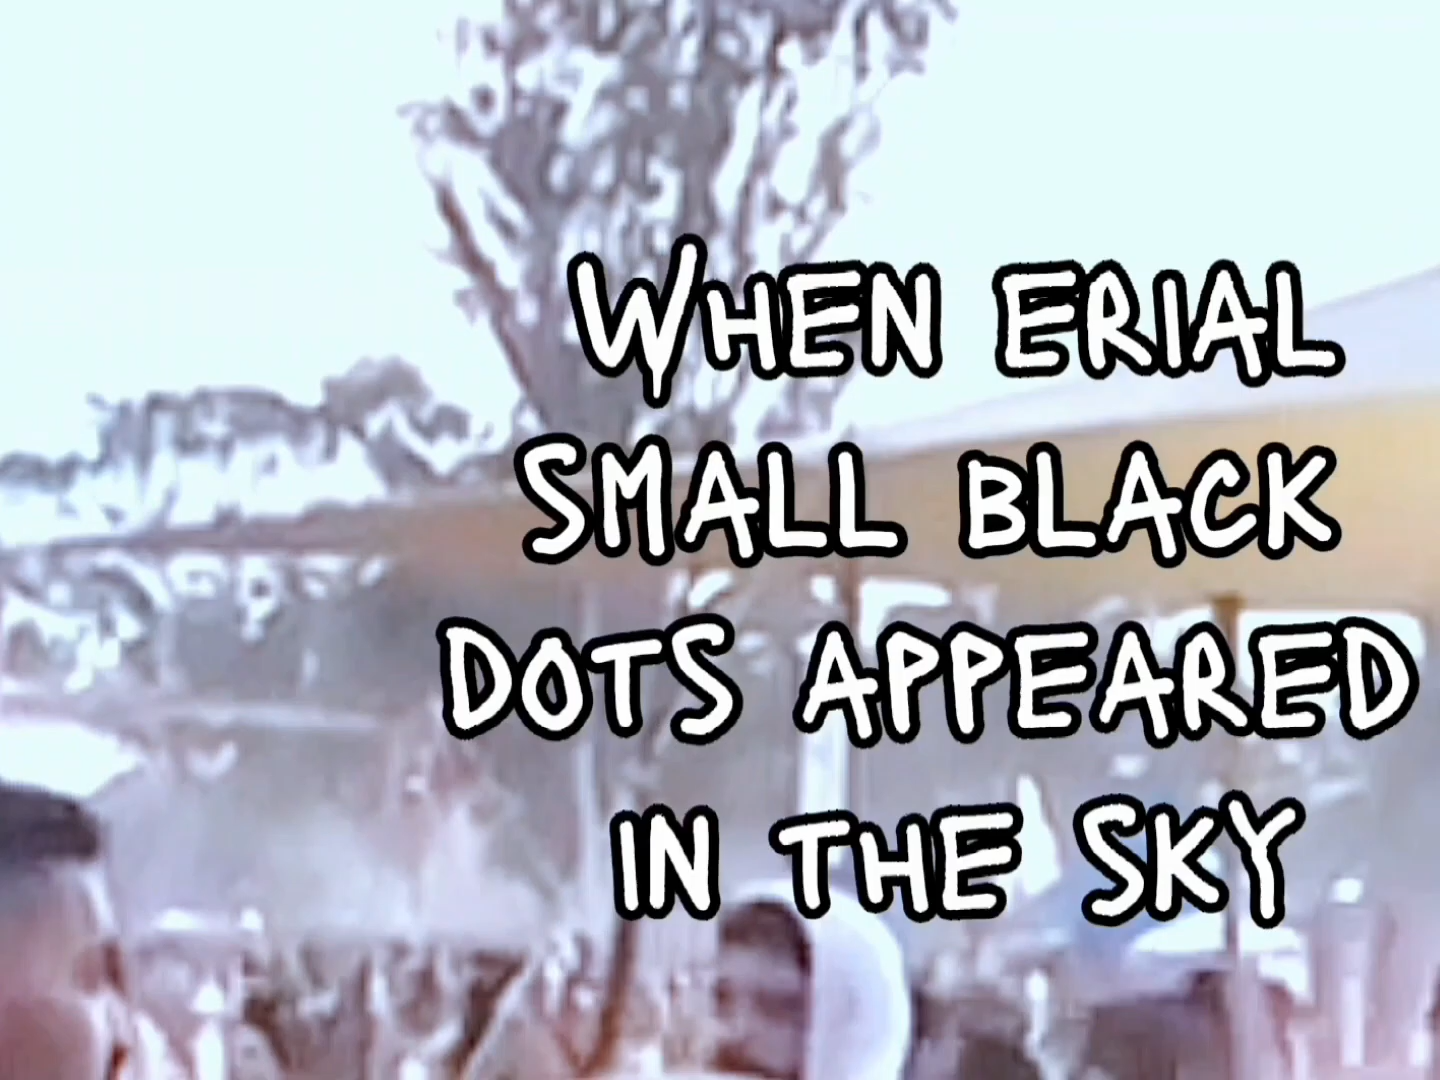 WHEN ERIAL
SMALL BLACK
DOTS APPEARED
IN THE SKY